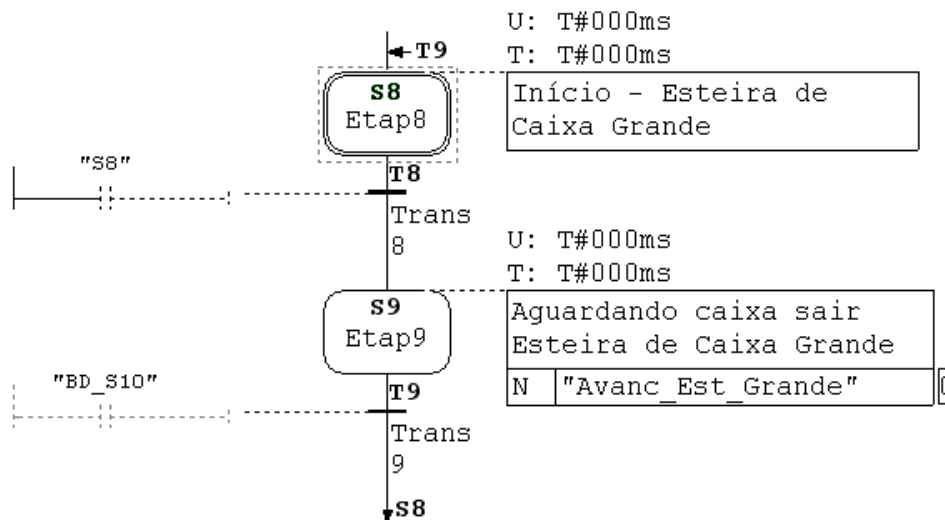 U: T#000ms
T9
T: T#000ms
S8
Etap8
Início - Esteira de
Caixa Grande
"S8"
T8
Trans
8
U: T#000ms
T: T#000ms
S9
Etap9
Aguardando caixa sair
Esteira de Caixa Grande
N "Avanc_Est_Grande"
"BD_S10"
T9
Trans
9
S8